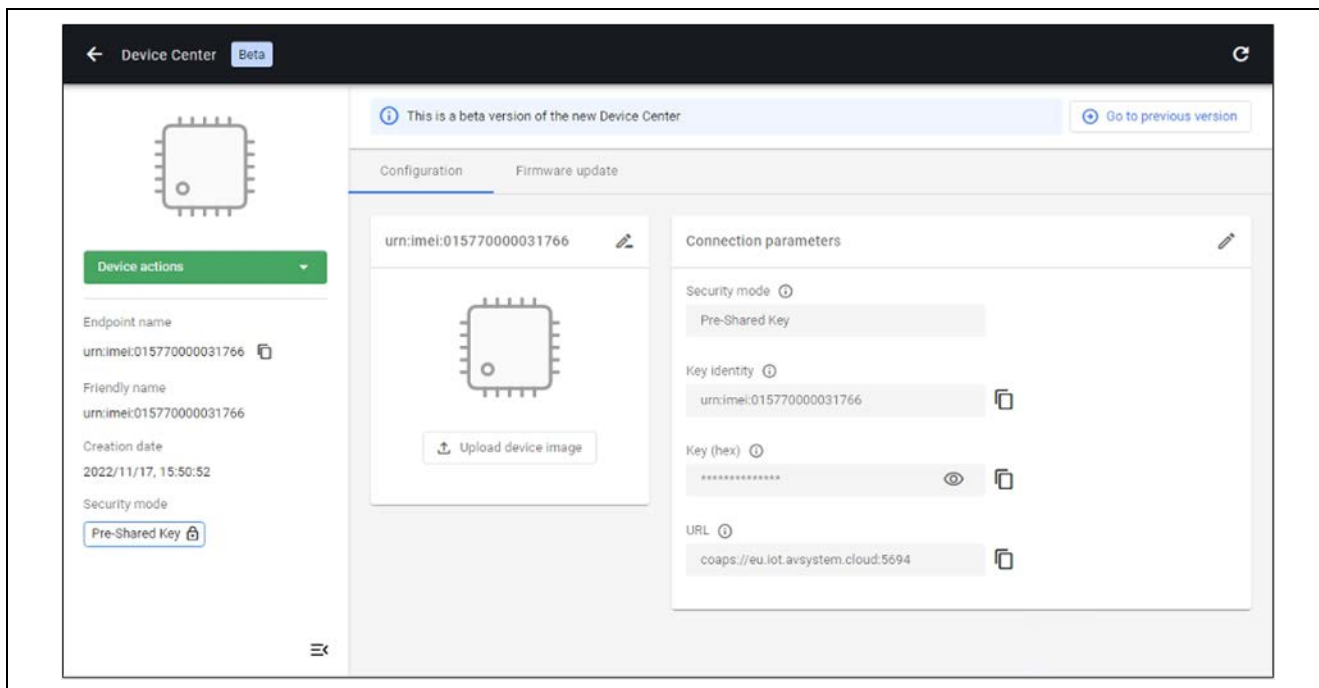 Device Center Beta
This is a beta version of the new Device Center
Go to previous version
Configuration Firmware update
Device actions
Endpoint name
urn:imei:015770000031766
Friendly name
urn:imei:015770000031766
Creation date
2022/11/17, 15:50:52
Security mode
Pre-Shared Key
urn:imei:015770000031766
Upload device image
Connection parameters
Security mode
Pre-Shared Key
Key identity
urn:imei:015770000031766
Key (hex)
**************
URL
coaps://eu.iot.avsystem.cloud:5694